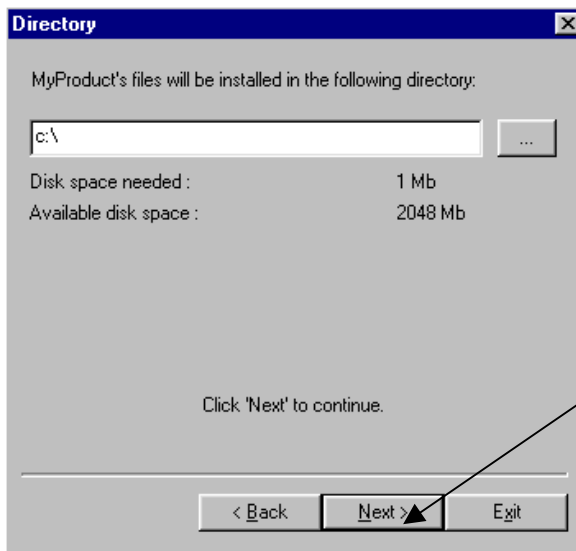 Directory
MyProduct's files will be installed in the following directory:
c:\
...
Disk space needed : 1 Mb
Available disk space : 2048 Mb
Click 'Next' to continue.
< Back Next > Exit